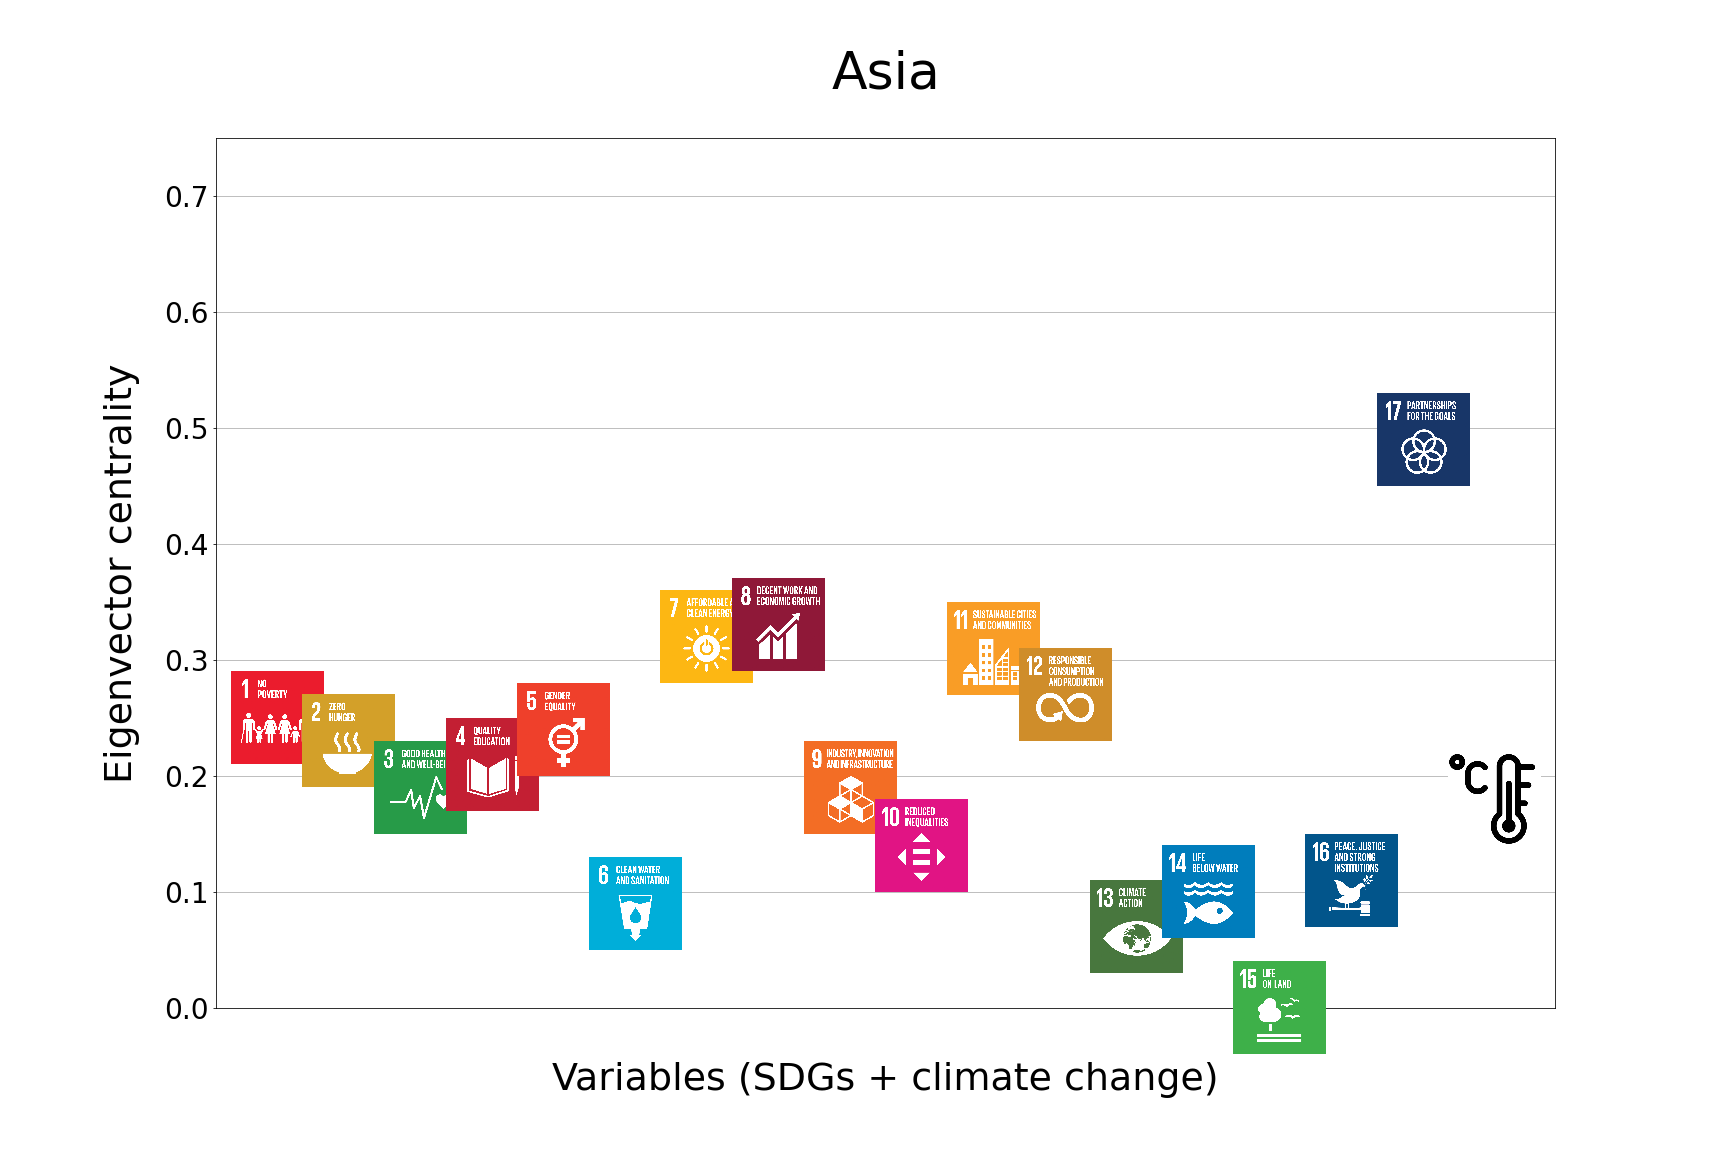 Asia
Eigenvector centrality
0.7
0.6
0.5
0.4
0.3
0.2
0.1
0.0
1 NO
POVERTY
2 ZERO
HUNGER
3 GOOD HEALTH
AND WELL-BE
4 QUALITY
EDUCATION
5 GENDER
EQUALITY
6 CLEAN WATER
AND SANITATION
7 AFFORDABLE
CLEAN ENERGY
8 DECENT WORK AND
ECONOMIC GROWTH
9 INDUSTRY, INNOVATION
AND INFRASTRUCTURE
10 REDUCED
INEQUALITIES
11 SUSTAINABLE CITIES
AND COMMUNITIES
12 RESPONSIBLE
CONSUMPTION
AND PRODUCTION
13 CLIMATE
ACTION
14 LIFE
BELOW WATER
15 LIFE
ON LAND
16 PEACE, JUSTICE
AND STRONG
INSTITUTIONS
17 PARTNERSHIPS
FOR THE GOALS
°C
Variables (SDGs + climate change)